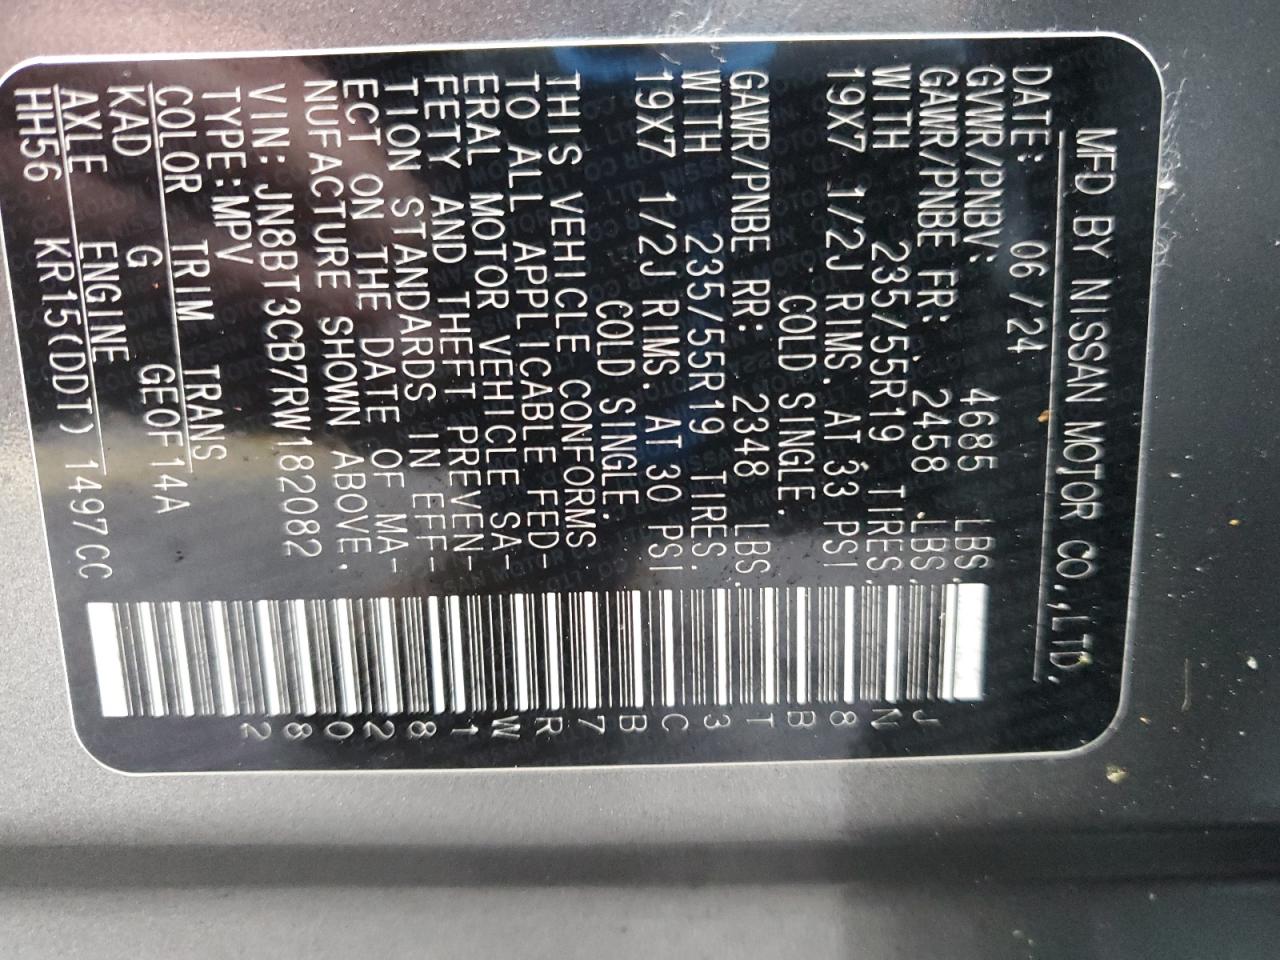 MFD BY NISSAN MOTOR CO.,LTD.
DATE: 06 /24
GVWR/PNBV: 4685 LBS.
GAWR/PNBE FR: 2458 LBS.
WITH 235/55R19 TIRES.
19X7 1/2J RIMS. AT 33 PSI
COLD SINGLE.
GAWR/PNBE RR: 2348 LBS.
WITH 235/55R19 TIRES.
19X7 1/2J RIMS. AT 30 PSI
COLD SINGLE.
THIS VEHICLE CONFORMS
TO ALL APPLICABLE FED-
ERAL MOTOR VEHICLE SA-
FETY AND THEFT PREVEN-
TION STANDARDS IN EFF-
ECT ON THE DATE OF MA-
NUFACTURE SHOWN ABOVE.
VIN: JN8BT3CB7RW182082
TYPE:MPV
COLOR TRIM TRANS
KAD G GEOF14A
AXLE ENGINE
HH56 KR15(DDT) 1497CC
JN8BT3CB7RW182082